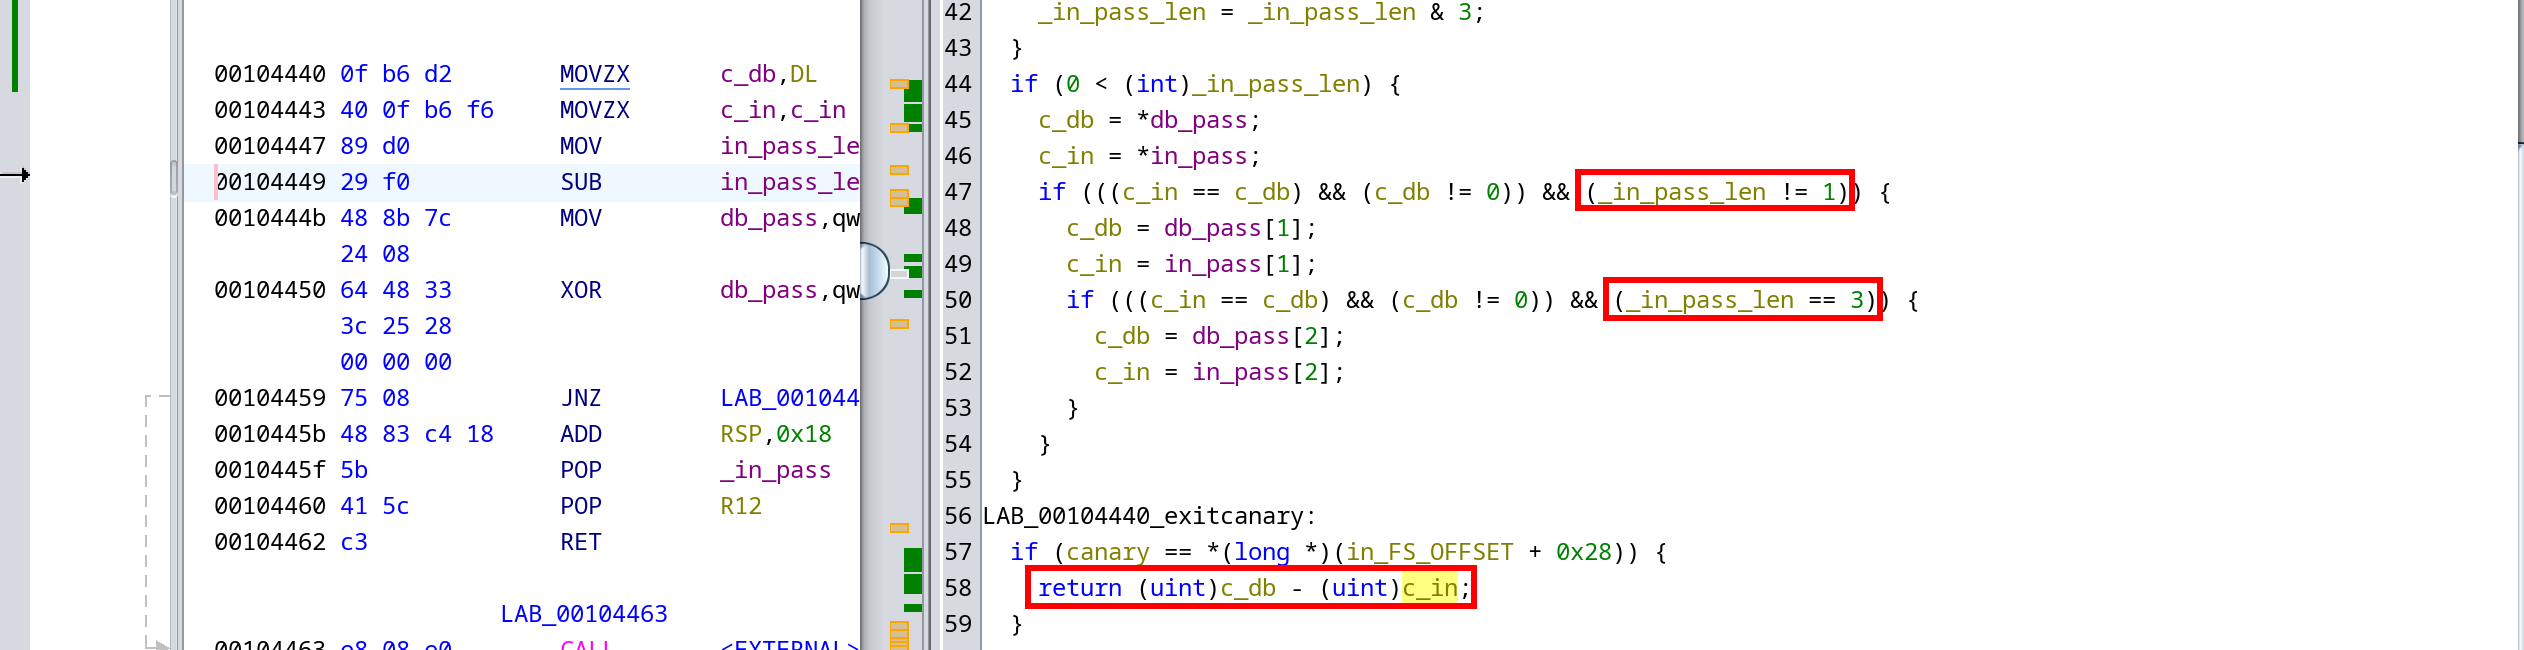 00104440 0f b6 d2 MOVZX c_db,DL
00104443 40 0f b6 f6 MOVZX c_in,c_in
00104447 89 d0 MOV in_pass_le
00104449 29 f0 SUB in_pass_le
0010444b 48 8b 7c MOV db_pass,qw
24 08
00104450 64 48 33 XOR db_pass,qw
3c 25 28
00 00 00
00104459 75 08 JNZ LAB_001044
0010445b 48 83 c4 18 ADD RSP,0x18
0010445f 5b POP _in_pass
00104460 41 5c POP R12
00104462 c3 RET
LAB_00104463
00104463 e8 08 e0 CALL <EXTERNAL>
42 _in_pass_len = _in_pass_len & 3;
43 }
44 if (0 < (int)_in_pass_len) {
45 c_db = *db_pass;
46 c_in = *in_pass;
47 if (((c_in == c_db) && (c_db != 0)) && (_in_pass_len != 1)) {
48 c_db = db_pass[1];
49 c_in = in_pass[1];
50 if (((c_in == c_db) && (c_db != 0)) && (_in_pass_len == 3)) {
51 c_db = db_pass[2];
52 c_in = in_pass[2];
53 }
54 }
55 }
56 LAB_00104440_exitcanary:
57 if (canary == *(long *)(in_FS_OFFSET + 0x28)) {
58 return (uint)c_db - (uint)c_in;
59 }